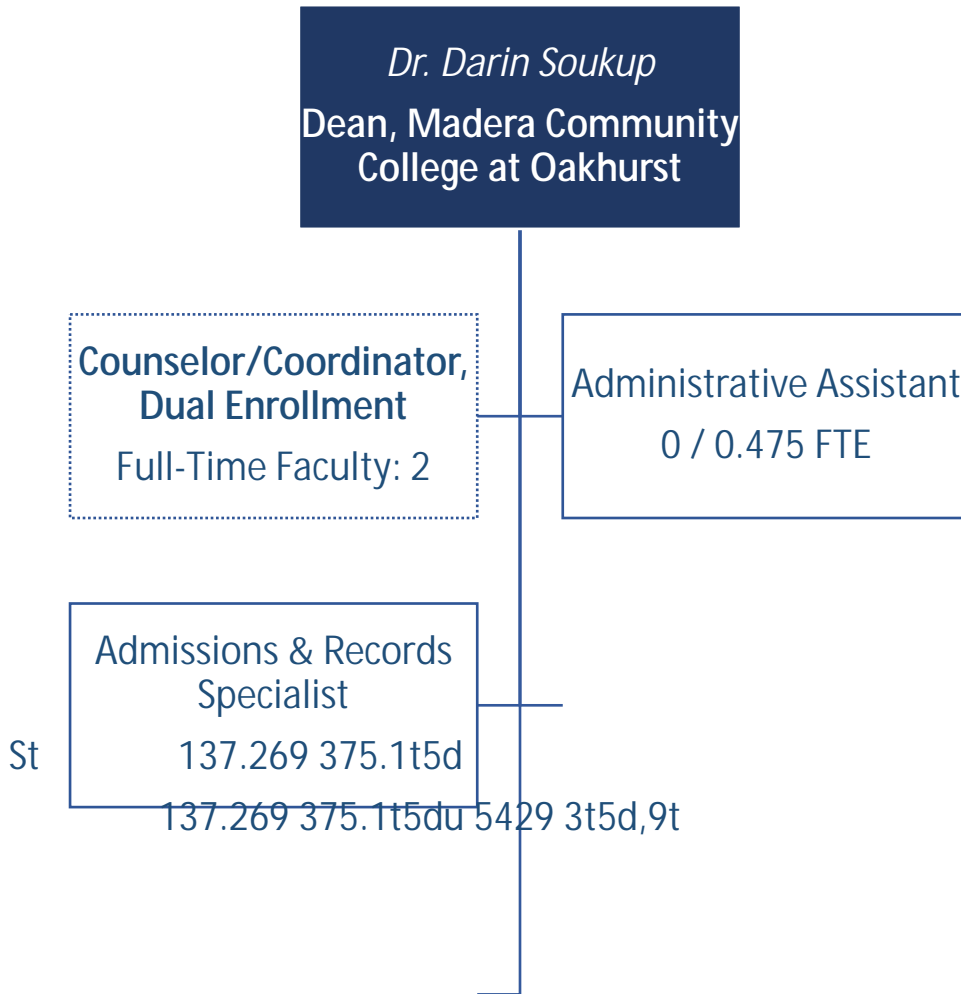 Dr. Darin Soukup
Dean, Madera Community
College at Oakhurst
Counselor/Coordinator,
Dual Enrollment
Full-Time Faculty: 2
Administrative Assistant
0 / 0.475 FTE
Admissions & Records
Specialist
St 137.269 375.1t5d
137.269 375.1t5du 5429 3t5d,9t